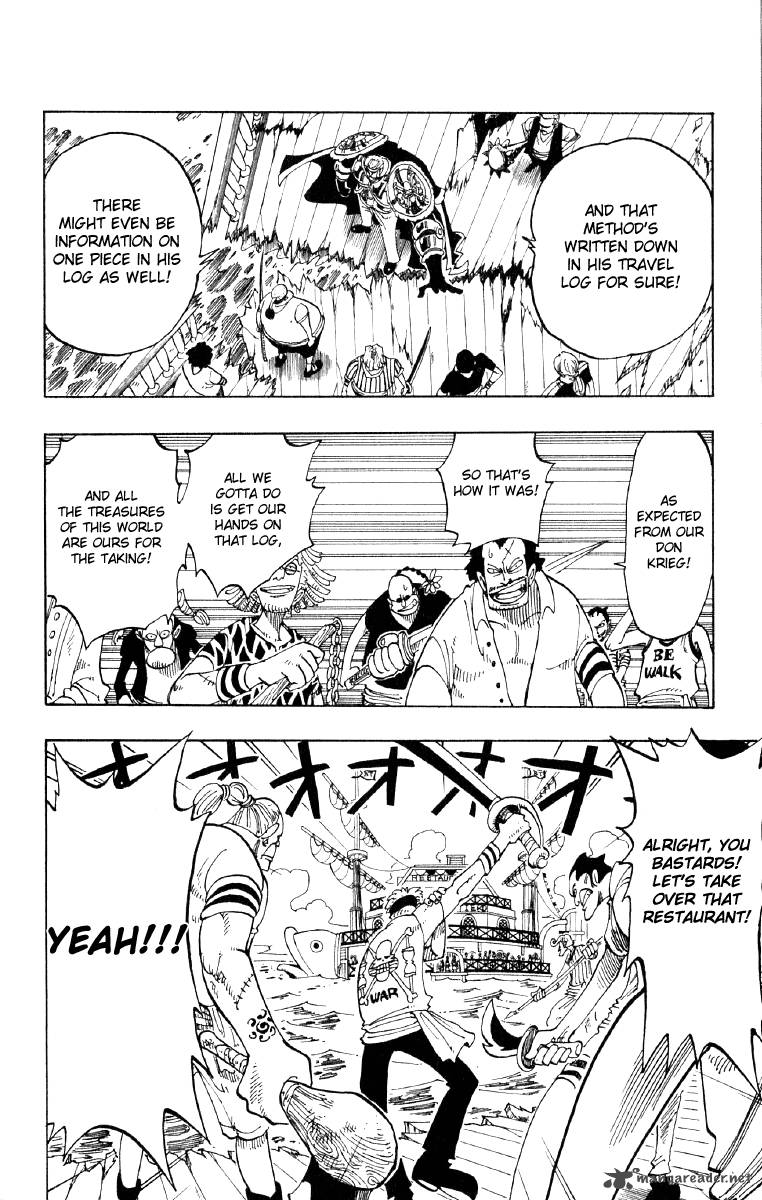 AND THAT
METHOD'S
WRITTEN DOWN
IN HIS TRAVEL
LOG FOR SURE!
THERE
MIGHT EVEN BE
INFORMATION ON
ONE PIECE IN HIS
LOG AS WELL!
AS
EXPECTED
FROM OUR
DON
KRIEG!
SO THAT'S
HOW IT WAS!
ALL WE
GOTTA DO
IS GET OUR
HANDS ON
THAT LOG,
AND ALL
THE TREASURES
OF THIS WORLD
ARE OURS FOR
THE TAKING!
BE
WALK
ALRIGHT, YOU
BASTARDS!
LET'S TAKE
OVER THAT
RESTAURANT!
オオオオオオ
WAR
YEAH!!!
mangareader.net